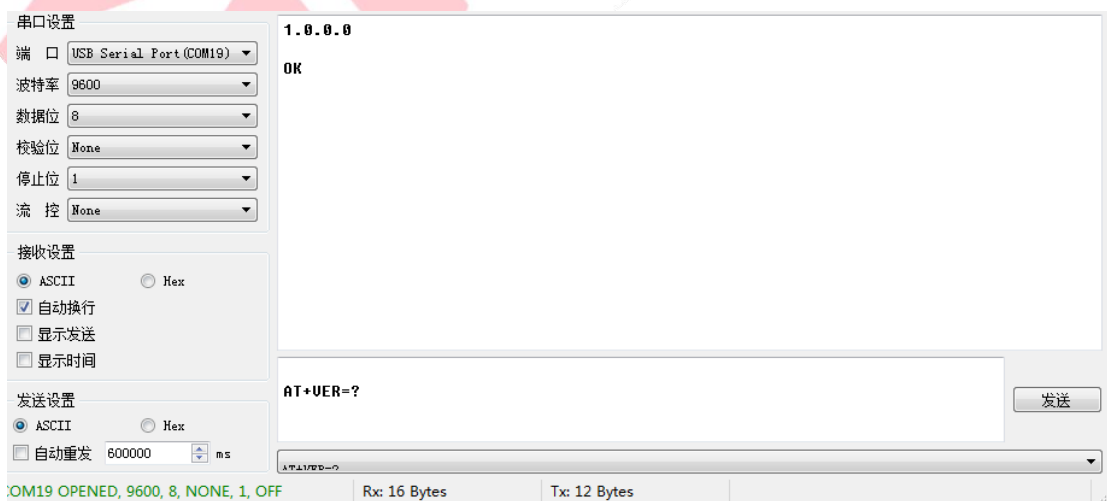 串口设置
端 口 USB Serial Port(COM19)
波特率 9600
数据位 8
校验位 None
停止位 1
流 控 None
接收设置
ASCII Hex
自动换行
显示发送
显示时间
发送设置
ASCII Hex
自动重发 600000 ms
1.0.0.0
OK
AT+VER=?
发送
AT+VER=?
COM19 OPENED, 9600, 8, NONE, 1, OFF Rx: 16 Bytes Tx: 12 Bytes